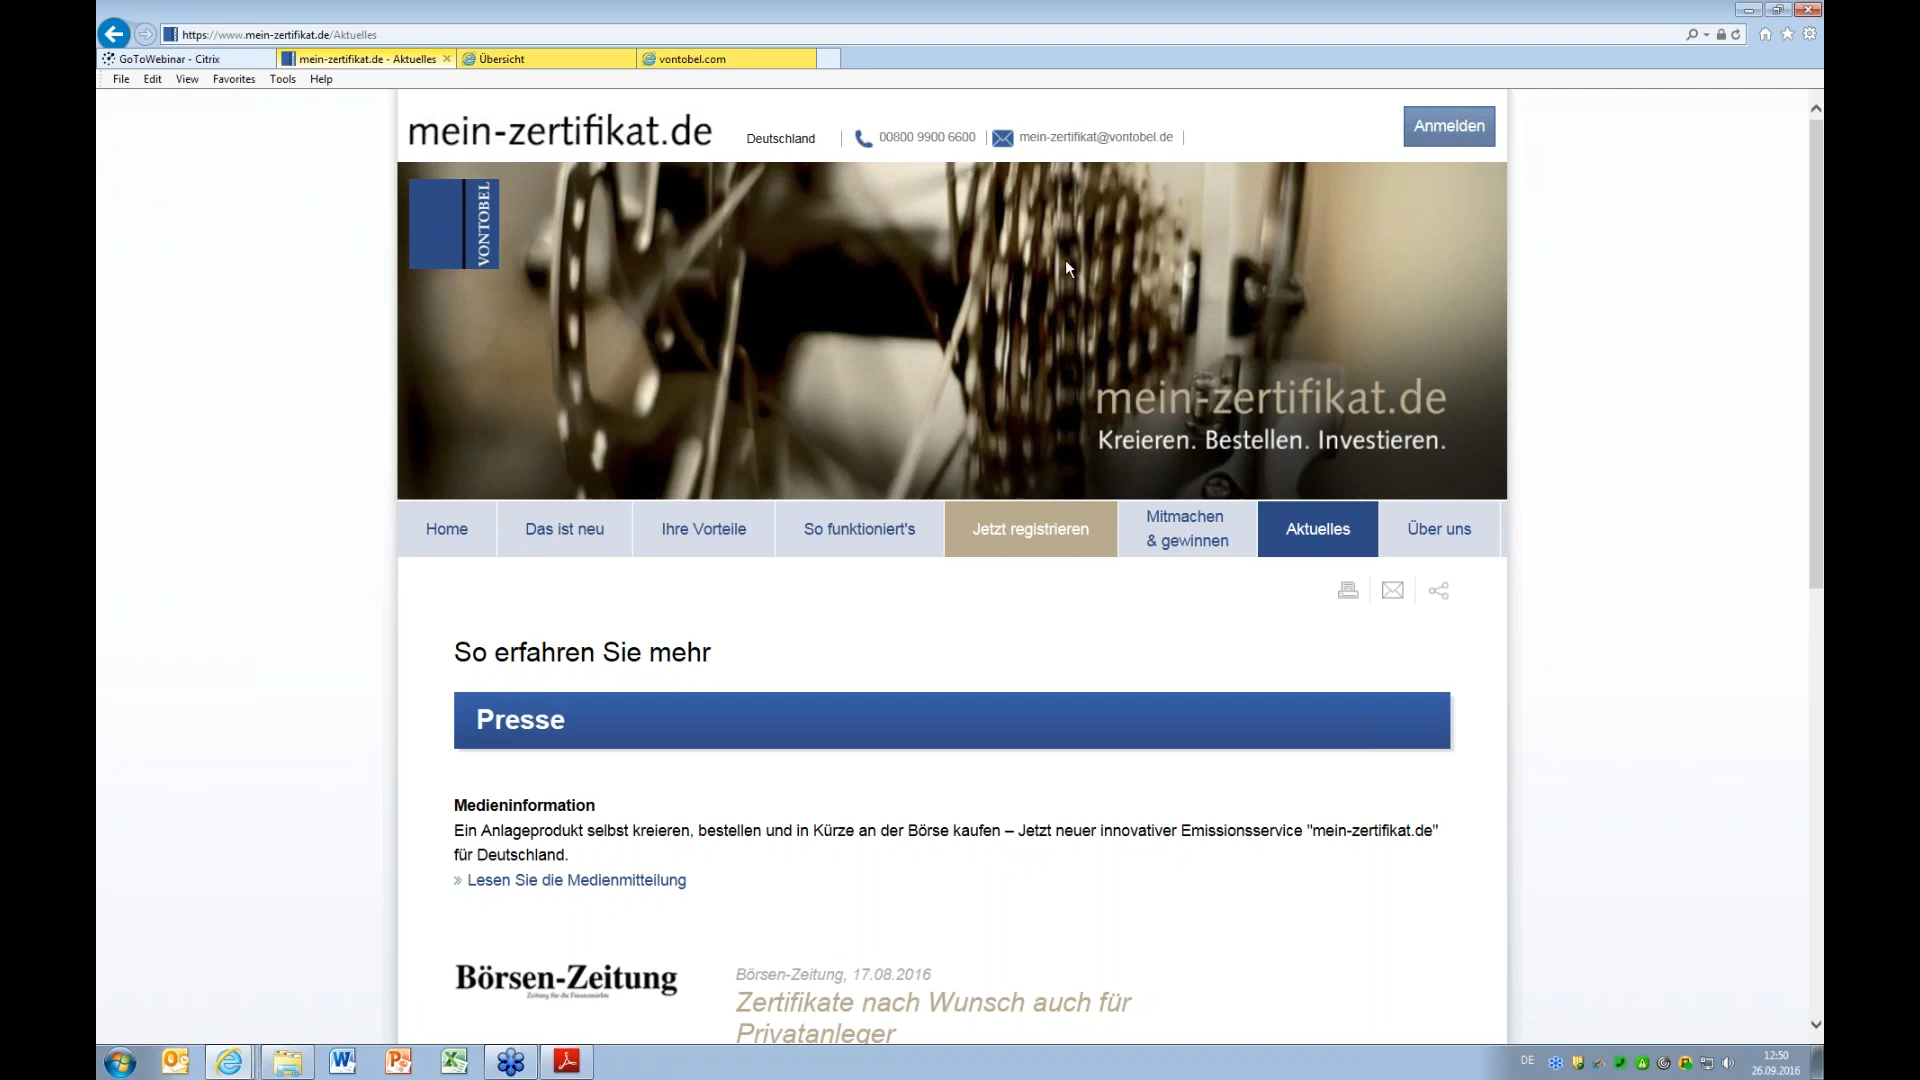 https://www.mein-zertifikat.de/Aktuelles
GoToWebinar - Citrix
mein-zertifikat.de - Aktuelles
Übersicht
vontobel.com
File Edit View Favorites Tools Help
mein-zertifikat.de
Deutschland
00800 9900 6600
mein-zertifikat@vontobel.de
Anmelden
VONTOBEL
mein-zertifikat.de
Kreieren. Bestellen. Investieren.
Home
Das ist neu
Ihre Vorteile
So funktioniert's
Jetzt registrieren
Mitmachen
& gewinnen
Aktuelles
Über uns
So erfahren Sie mehr
Presse
Medieninformation
Ein Anlageprodukt selbst kreieren, bestellen und in Kürze an der Börse kaufen – Jetzt neuer innovativer Emissionsservice "mein-zertifikat.de"
für Deutschland.
» Lesen Sie die Medienmitteilung
Börsen-Zeitung
Zeitung für die Finanzmärkte
Börsen-Zeitung, 17.08.2016
Zertifikate nach Wunsch auch für
Privatanleger
DE
12:50
26.09.2016